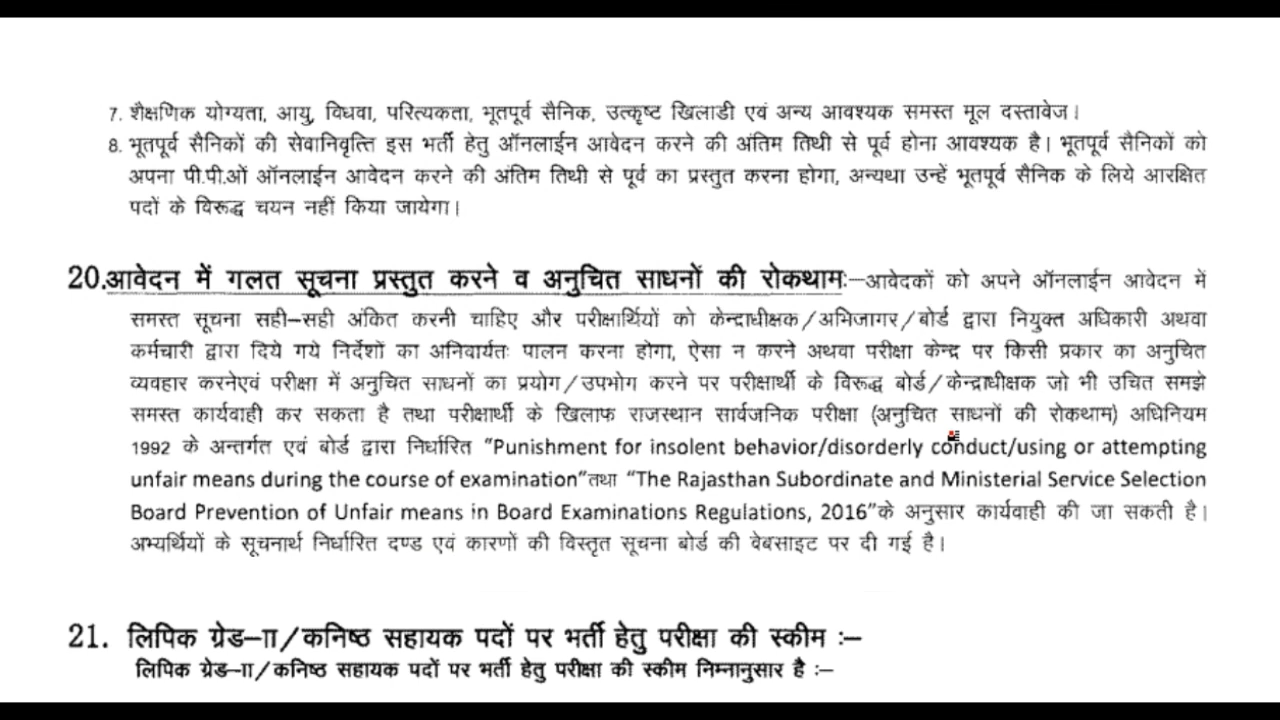 7. शैक्षणिक योग्यता, आयु, विधवा, परित्यकता, भूतपूर्व सैनिक, उत्कृष्ट खिलाडी एवं अन्य आवश्यक समस्त मूल दस्तावेज।
8. भूतपूर्व सैनिकों की सेवानिवृत्ति इस भर्ती हेतु ऑनलाईन आवेदन करने की अंतिम तिथी से पूर्व होना आवश्यक है। भूतपूर्व सैनिकों को
अपना पी.पी.ओं ऑनलाईन आवेदन करने की अंतिम तिथी से पूर्व का प्रस्तुत करना होगा, अन्यथा उन्हें भूतपूर्व सैनिक के लिये आरक्षित
पदों के विरूद्ध चयन नहीं किया जायेगा।
20.आवेदन में गलत सूचना प्रस्तुत करने व अनुचित साधनों की रोकथामः–आवेदकों को अपने ऑनलाईन आवेदन में
समस्त सूचना सही–सही अंकित करनी चाहिए और परीक्षार्थियों को केन्द्राधीक्षक/अभिजागर/बोर्ड द्वारा नियुक्त अधिकारी अथवा
कर्मचारी द्वारा दिये गये निर्देशों का अनिवार्यतः पालन करना होगा, ऐसा न करने अथवा परीक्षा केन्द्र पर किसी प्रकार का अनुचित
व्यवहार करनेएवं परीक्षा में अनुचित साधनों का प्रयोग/उपभोग करने पर परीक्षार्थी के विरूद्ध बोर्ड/केन्द्राधीक्षक जो भी उचित समझे
समस्त कार्यवाही कर सकता है तथा परीक्षार्थी के खिलाफ राजस्थान सार्वजनिक परीक्षा (अनुचित साधनों की रोकथाम) अधिनियम
1992 के अन्तर्गत एवं बोर्ड द्वारा निर्धारित “Punishment for insolent behavior/disorderly conduct/using or attempting
unfair means during the course of examination”तथा “The Rajasthan Subordinate and Ministerial Service Selection
Board Prevention of Unfair means in Board Examinations Regulations, 2016”के अनुसार कार्यवाही की जा सकती है।
अभ्यर्थियों के सूचनार्थ निर्धारित दण्ड एवं कारणों की विस्तृत सूचना बोर्ड की वेबसाइट पर दी गई है।
21. लिपिक ग्रेड–II/कनिष्ठ सहायक पदों पर भर्ती हेतु परीक्षा की स्कीम :–
लिपिक ग्रेड–II/कनिष्ठ सहायक पदों पर भर्ती हेतु परीक्षा की स्कीम निम्नानुसार है :–